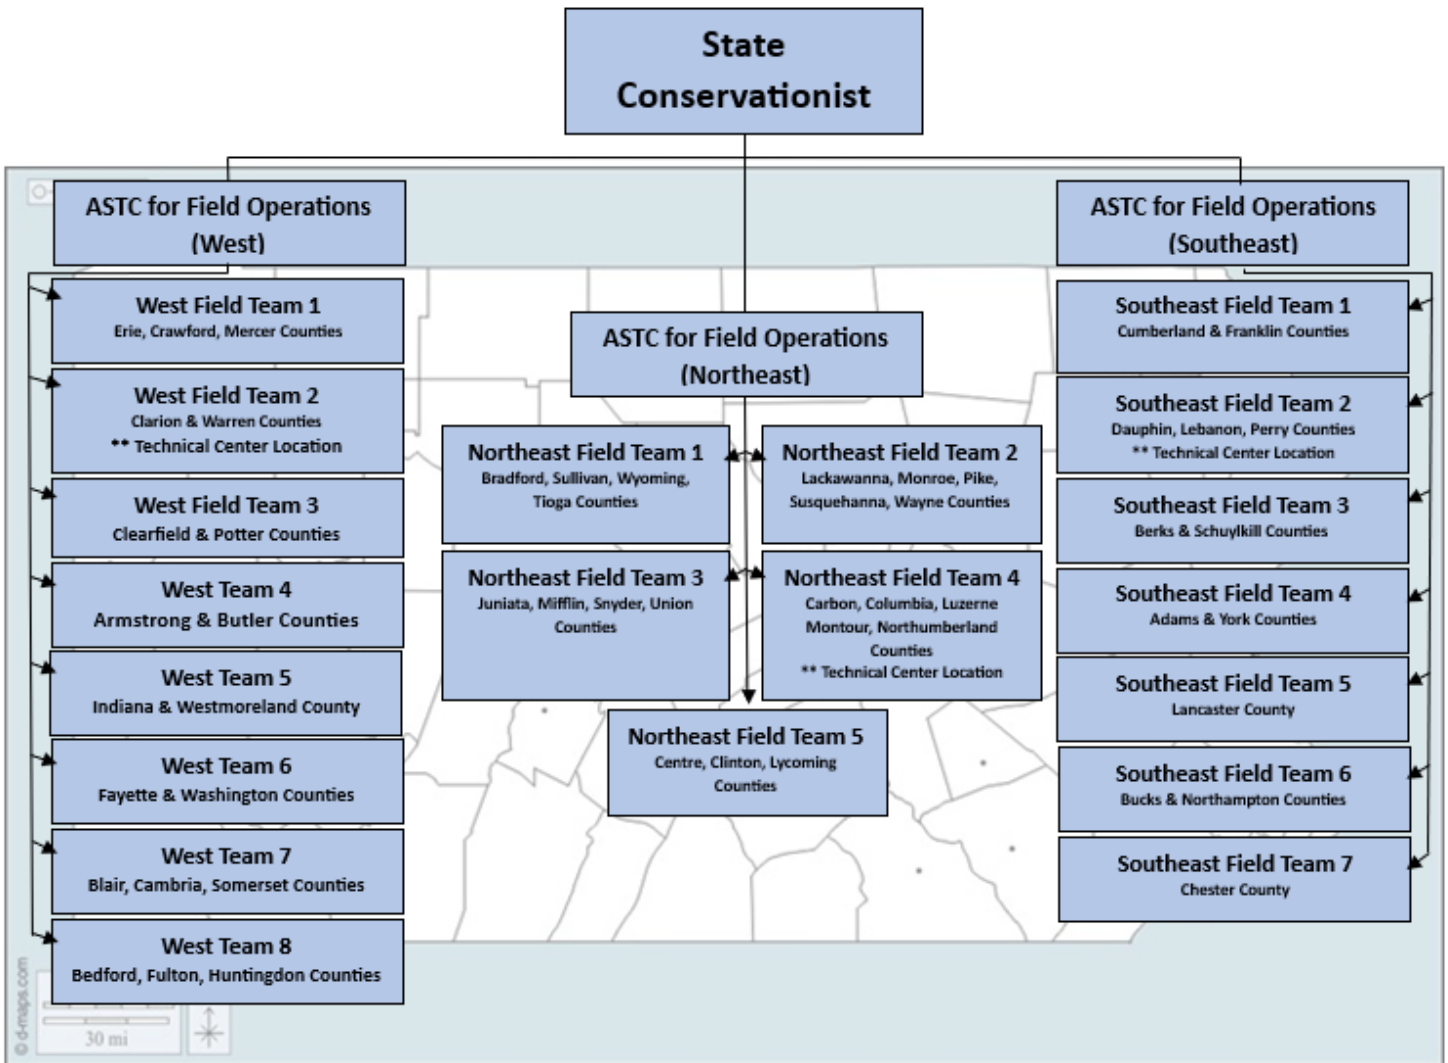 State
Conservationist
ASTC for Field Operations
(West)
West Field Team 1
Erie, Crawford, Mercer Counties
West Field Team 2
Clarion & Warren Counties
** Technical Center Location
West Field Team 3
Clearfield & Potter Counties
West Team 4
Armstrong & Butler Counties
West Team 5
Indiana & Westmoreland County
West Team 6
Fayette & Washington Counties
West Team 7
Blair, Cambria, Somerset Counties
West Team 8
Bedford, Fulton, Huntingdon Counties
ASTC for Field Operations
(Northeast)
Northeast Field Team 1
Bradford, Sullivan, Wyoming,
Tioga Counties
Northeast Field Team 2
Lackawanna, Monroe, Pike,
Susquehanna, Wayne Counties
Northeast Field Team 3
Juniata, Mifflin, Snyder, Union
Counties
Northeast Field Team 4
Carbon, Columbia, Luzerne
Montour, Northumberland
Counties
** Technical Center Location
Northeast Field Team 5
Centre, Clinton, Lycoming
Counties
ASTC for Field Operations
(Southeast)
Southeast Field Team 1
Cumberland & Franklin Counties
Southeast Field Team 2
Dauphin, Lebanon, Perry Counties
** Technical Center Location
Southeast Field Team 3
Berks & Schuylkill Counties
Southeast Field Team 4
Adams & York Counties
Southeast Field Team 5
Lancaster County
Southeast Field Team 6
Bucks & Northampton Counties
Southeast Field Team 7
Chester County
© d-maps.com
30 mi